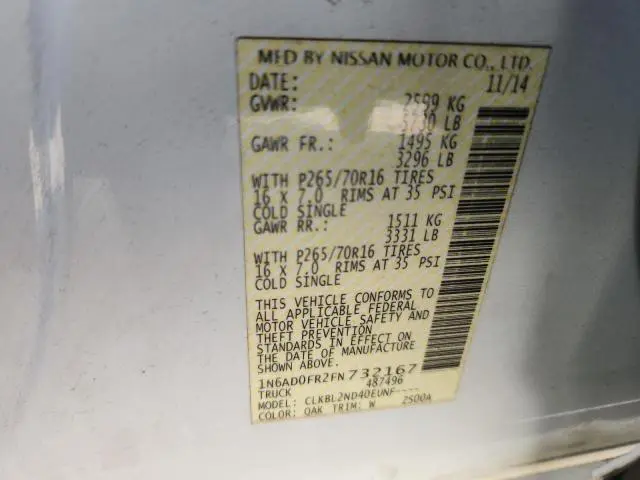 MFD BY NISSAN MOTOR CO., LTD.
DATE: 11/14
GVWR: 2599 KG
5730 LB
GAWR FR.: 1495 KG
3296 LB
WITH P265/70R16 TIRES
16 X 7.0 RIMS AT 35 PSI
COLD SINGLE
GAWR RR.: 1511 KG
3331 LB
WITH P265/70R16 TIRES
16 X 7.0 RIMS AT 35 PSI
COLD SINGLE
THIS VEHICLE CONFORMS TO
ALL APPLICABLE FEDERAL
MOTOR VEHICLE SAFETY AND
THEFT PREVENTION
STANDARDS IN EFFECT ON
THE DATE OF MANUFACTURE
SHOWN ABOVE.
1N6AD0FR2FN732167
TRUCK 487496
MODEL: CLKBL2ND40EUNF----
COLOR: QAK TRIM: W 2S00A